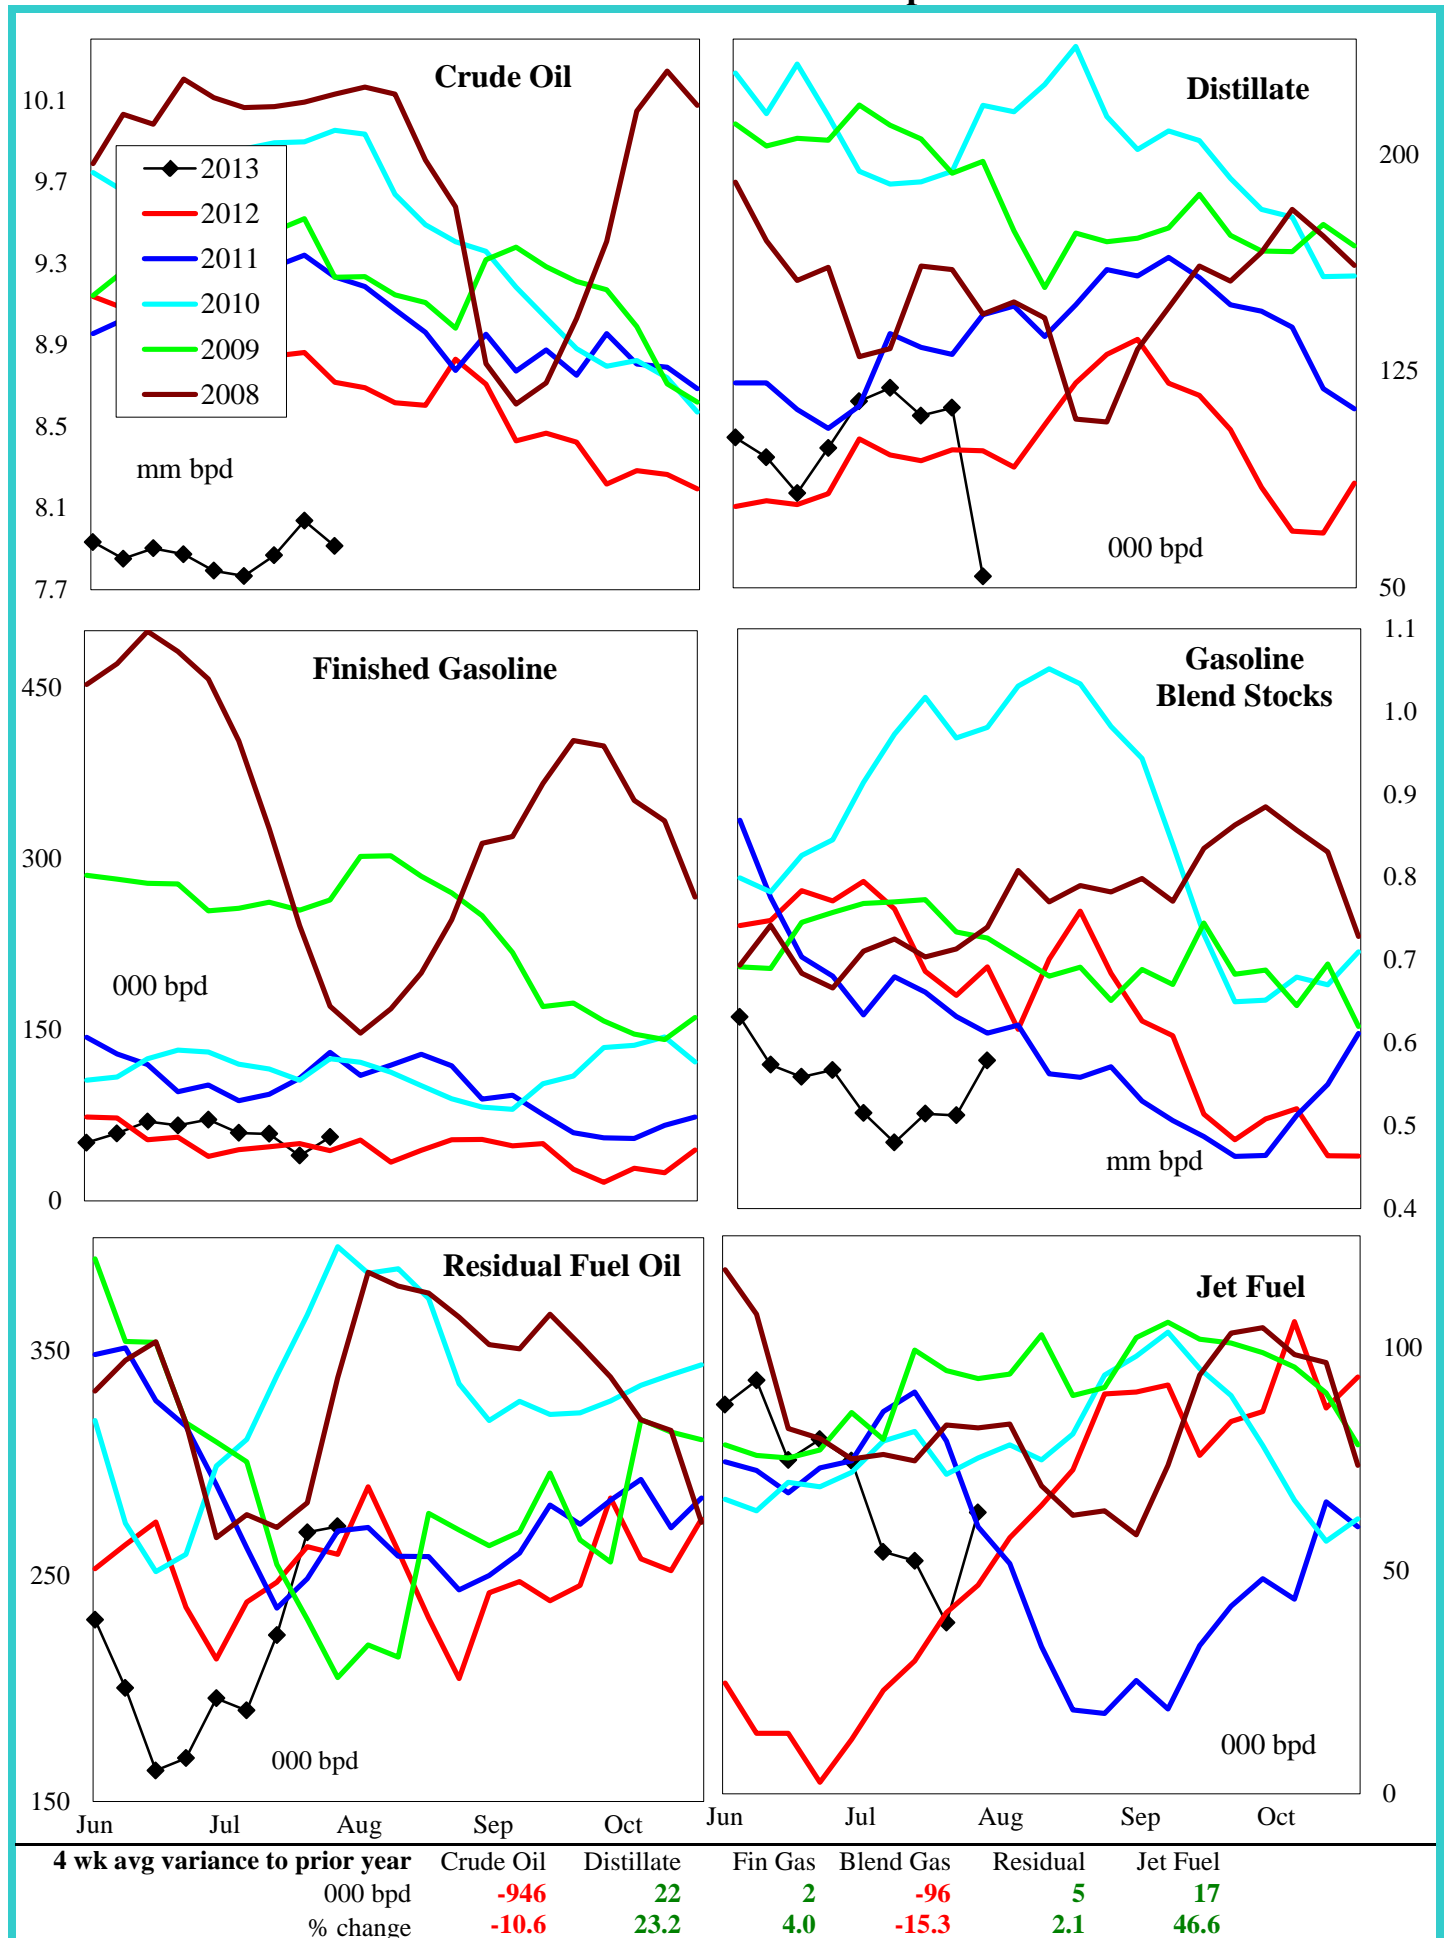 Crude Oil
10.1
9.7
9.3
8.9
8.5
8.1
7.7
2013
2012
2011
2010
2009
2008
mm bpd
Distillate
200
125
50
000 bpd
Finished Gasoline
450
300
150
0
000 bpd
Gasoline
Blend Stocks
1.1
1.0
0.9
0.8
0.7
0.6
0.5
0.4
mm bpd
Residual Fuel Oil
350
250
150
000 bpd
Jun Jul Aug Sep Oct
Jet Fuel
100
50
0
000 bpd
Jun Jul Aug Sep Oct
4 wk avg variance to prior year Crude Oil Distillate Fin Gas Blend Gas Residual Jet Fuel
000 bpd -946 22 2 -96 5 17
% change -10.6 23.2 4.0 -15.3 2.1 46.6